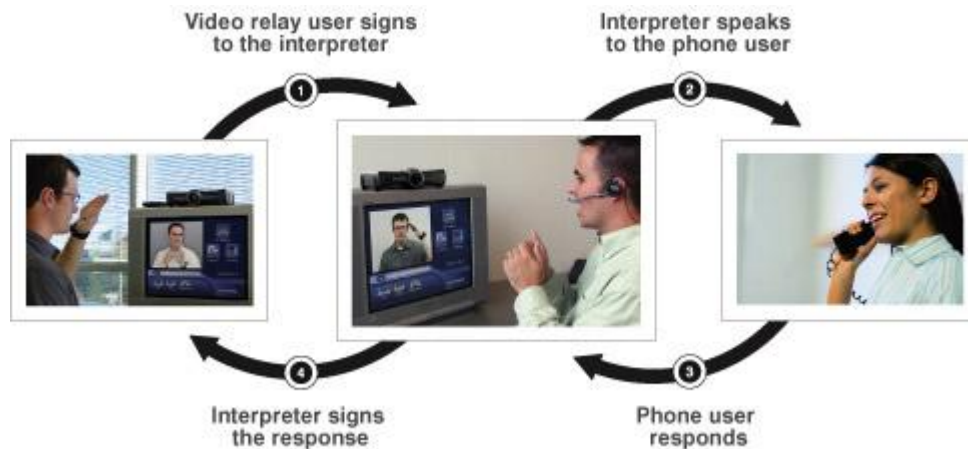 Video relay user signs
to the interpreter
Interpreter speaks
to the phone user
1
2
4
3
Interpreter signs
the response
Phone user
responds